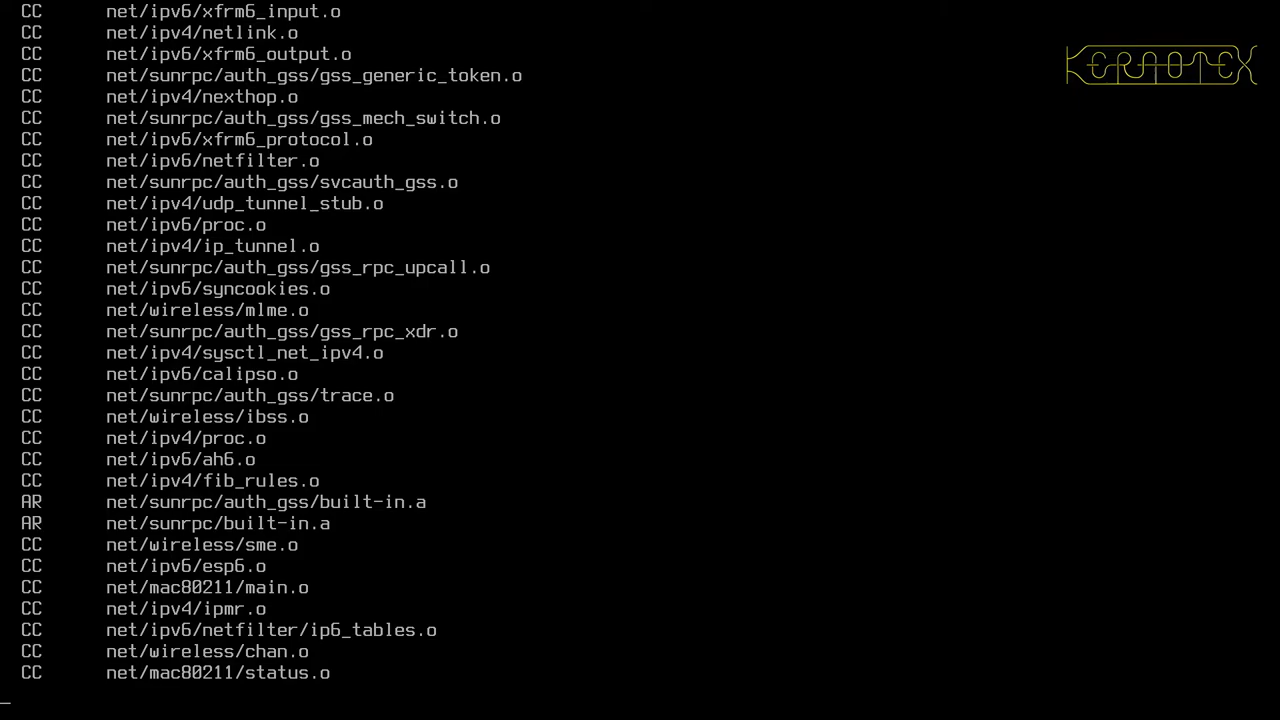 CC net/ipv6/xfrm6_input.o
CC net/ipv4/netlink.o
CC net/ipv6/xfrm6_output.o
CC net/sunrpc/auth_gss/gss_generic_token.o
CC net/ipv4/nexthop.o
CC net/sunrpc/auth_gss/gss_mech_switch.o
CC net/ipv6/xfrm6_protocol.o
CC net/ipv6/netfilter.o
CC net/sunrpc/auth_gss/svcauth_gss.o
CC net/ipv4/udp_tunnel_stub.o
CC net/ipv6/proc.o
CC net/ipv4/ip_tunnel.o
CC net/sunrpc/auth_gss/gss_rpc_upcall.o
CC net/ipv6/syncookies.o
CC net/wireless/mlme.o
CC net/sunrpc/auth_gss/gss_rpc_xdr.o
CC net/ipv4/sysctl_net_ipv4.o
CC net/ipv6/calipso.o
CC net/sunrpc/auth_gss/trace.o
CC net/wireless/ibss.o
CC net/ipv4/proc.o
CC net/ipv6/ah6.o
CC net/ipv4/fib_rules.o
AR net/sunrpc/auth_gss/built-in.a
AR net/sunrpc/built-in.a
CC net/wireless/sme.o
CC net/ipv6/esp6.o
CC net/mac80211/main.o
CC net/ipv4/ipmr.o
CC net/ipv6/netfilter/ip6_tables.o
CC net/wireless/chan.o
CC net/mac80211/status.o